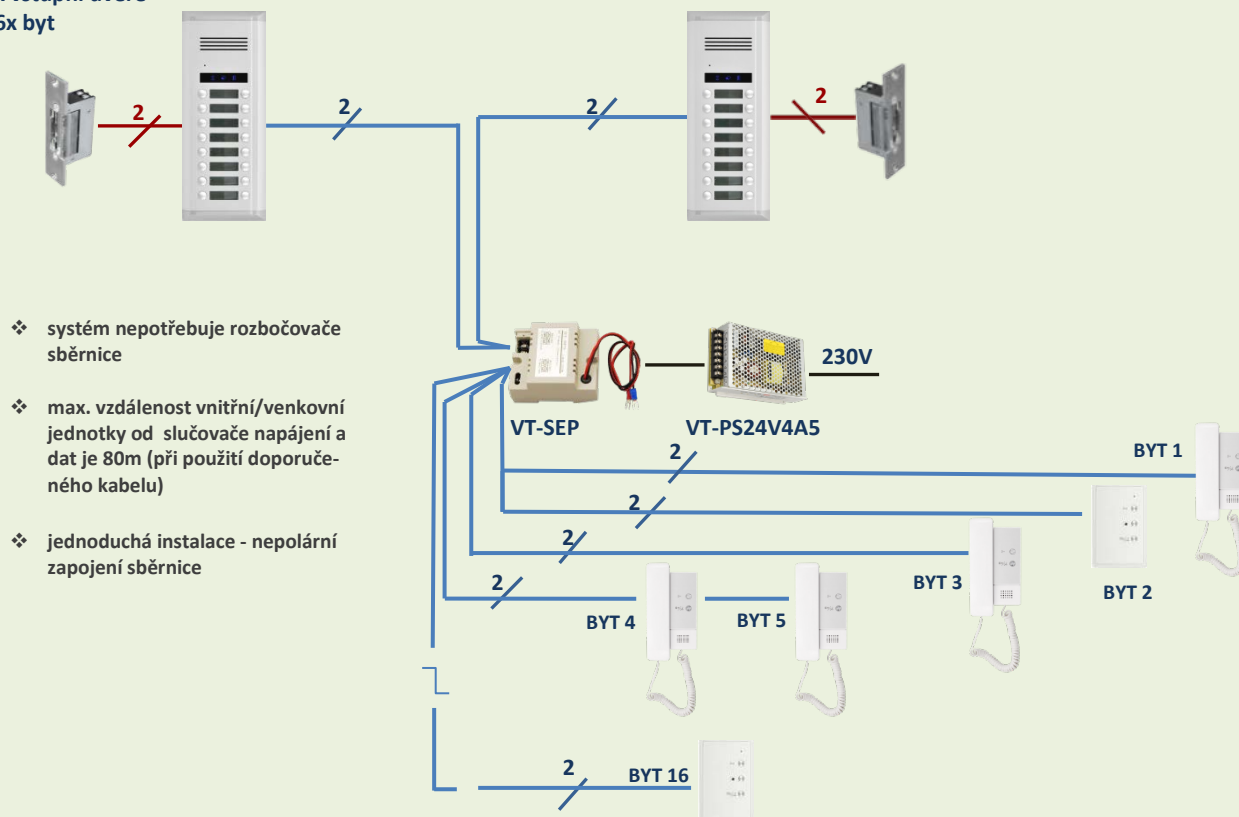 6x byt
2
2
2
2
❖ systém nepotřebuje rozbočovače
sběrnice
❖ max. vzdálenost vnitřní/venkovní
jednotky od slučovače napájení a
dat je 80m (při použití doporuče-
ného kabelu)
❖ jednoduchá instalace - nepolární
zapojení sběrnice
230V
VT-SEP
VT-PS24V4A5
2
BYT 1
2
2
BYT 3
BYT 2
2
BYT 4
BYT 5
2
BYT 16